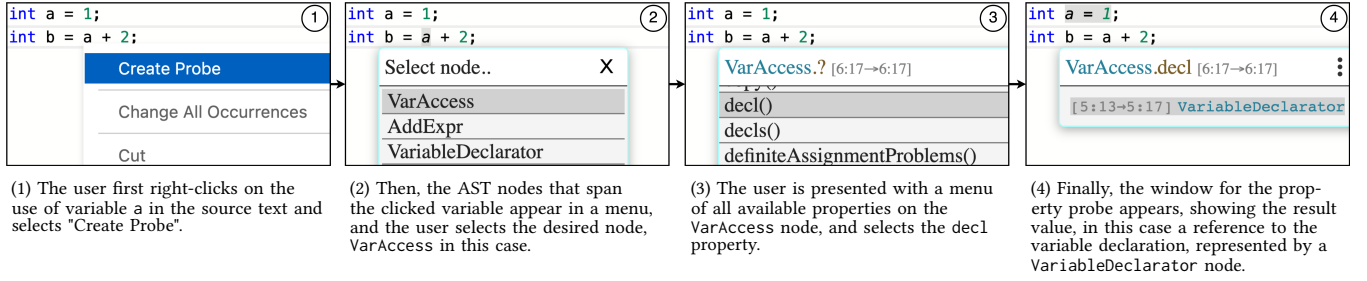 int a = 1;
int b = a + 2;
1
Create Probe
Change All Occurrences
Cut
(1) The user first right-clicks on the
use of variable a in the source text and
selects "Create Probe".
int a = 1;
int b = a + 2;
2
Select node.. X
VarAccess
AddExpr
VariableDeclarator
(2) Then, the AST nodes that span
the clicked variable appear in a menu,
and the user selects the desired node,
VarAccess in this case.
int a = 1;
int b = a + 2;
3
VarAccess.? [6:17→6:17]
decl()
decls()
definiteAssignmentProblems()
(3) The user is presented with a menu
of all available properties on the
VarAccess node, and selects the decl
property.
int a = 1;
int b = a + 2;
4
VarAccess.decl [6:17→6:17]
[5:13→5:17] VariableDeclarator
(4) Finally, the window for the prop-
erty probe appears, showing the result
value, in this case a reference to the
variable declaration, represented by a
VariableDeclarator node.